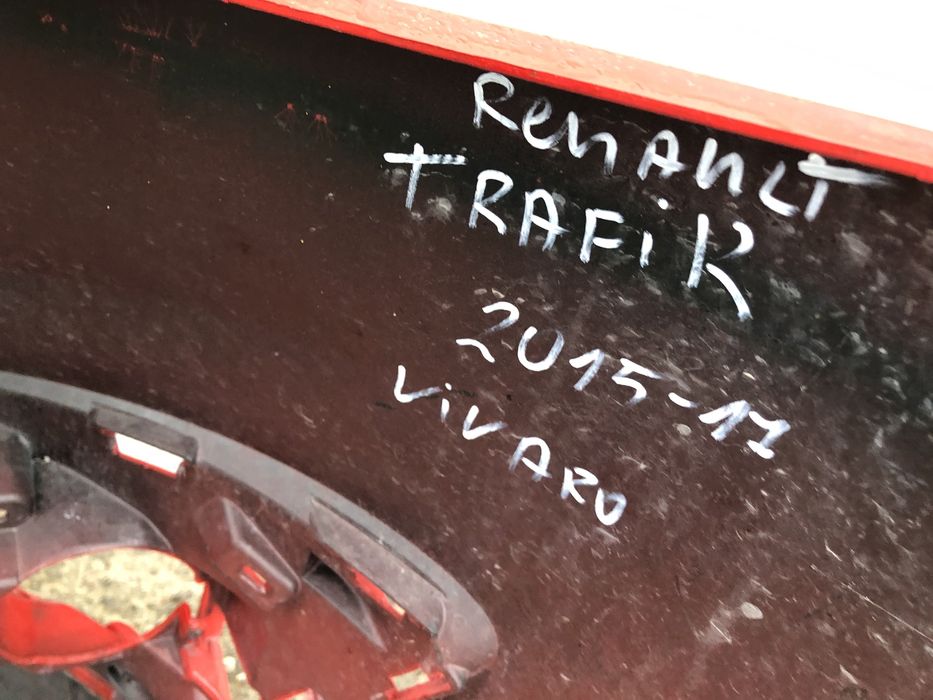 RenAULT
TRAFiK
2015-17
ViVARO